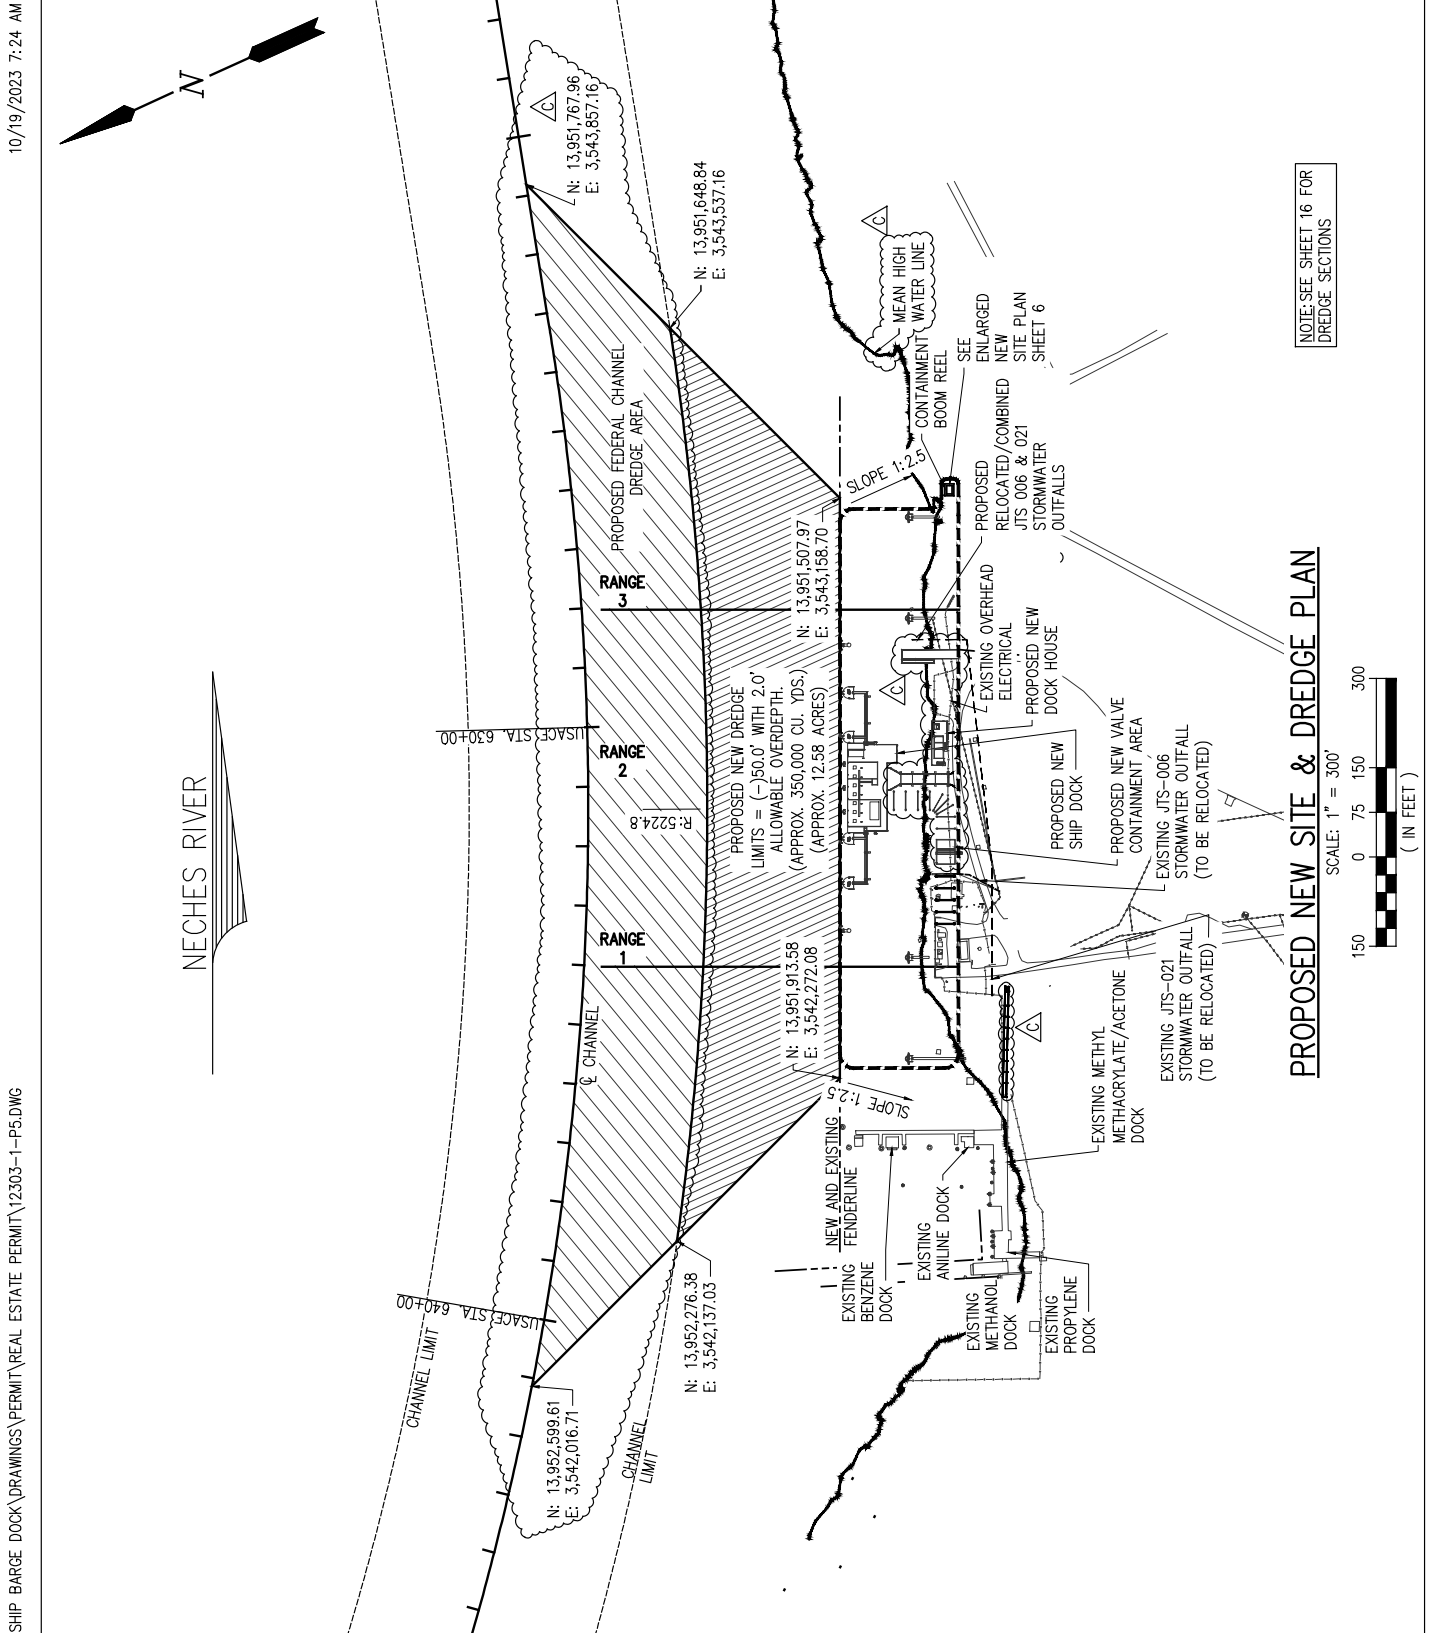 SHIP BARGE DOCK\DRAWINGS\PERMIT\REAL ESTATE PERMIT\12303-1-P5.DWG
10/19/2023 7:24 AM
NECHES RIVER
N
CHANNEL LIMIT
USACE STA. 640+00
USACE STA. 630+00
C
N: 13,951,767.96
E: 3,543,857.16
N: 13,952,599.61
E: 3,542,016.71
℄ CHANNEL
PROPOSED FEDERAL CHANNEL
DREDGE AREA
RANGE
1
RANGE
2
RANGE
3
R:5224.8
CHANNEL
LIMIT
N: 13,952,276.38
E: 3,542,137.03
N: 13,951,648.84
E: 3,543,537.16
PROPOSED NEW DREDGE
LIMITS = (-)50.0' WITH 2.0'
ALLOWABLE OVERDEPTH.
(APPROX. 350,000 CU. YDS.)
(APPROX. 12.58 ACRES)
N: 13,951,913.58
E: 3,542,272.08
N: 13,951,507.97
E: 3,543,158.70
SLOPE 1:2.5
SLOPE 1:2.5
NEW AND EXISTING
FENDERLINE
EXISTING
BENZENE
DOCK
EXISTING
ANILINE DOCK
EXISTING
METHANOL
DOCK
EXISTING
PROPYLENE
DOCK
C
MEAN HIGH
WATER LINE
CONTAINMENT
BOOM REEL
SEE
ENLARGED
NEW
SITE PLAN
SHEET 6
C
PROPOSED
RELOCATED/COMBINED
JTS 006 & 021
STORMWATER
OUTFALLS
EXISTING OVERHEAD
ELECTRICAL
PROPOSED NEW
DOCK HOUSE
PROPOSED NEW
SHIP DOCK
PROPOSED NEW VALVE
CONTAINMENT AREA
EXISTING JTS-006
STORMWATER OUTFALL
(TO BE RELOCATED)
C
EXISTING METHYL
METHACRYLATE/ACETONE
DOCK
EXISTING JTS-021
STORMWATER OUTFALL
(TO BE RELOCATED)
NOTE:SEE SHEET 16 FOR
DREDGE SECTIONS
PROPOSED NEW SITE & DREDGE PLAN
SCALE: 1" = 300'
150 0 75 150 300
( IN FEET )